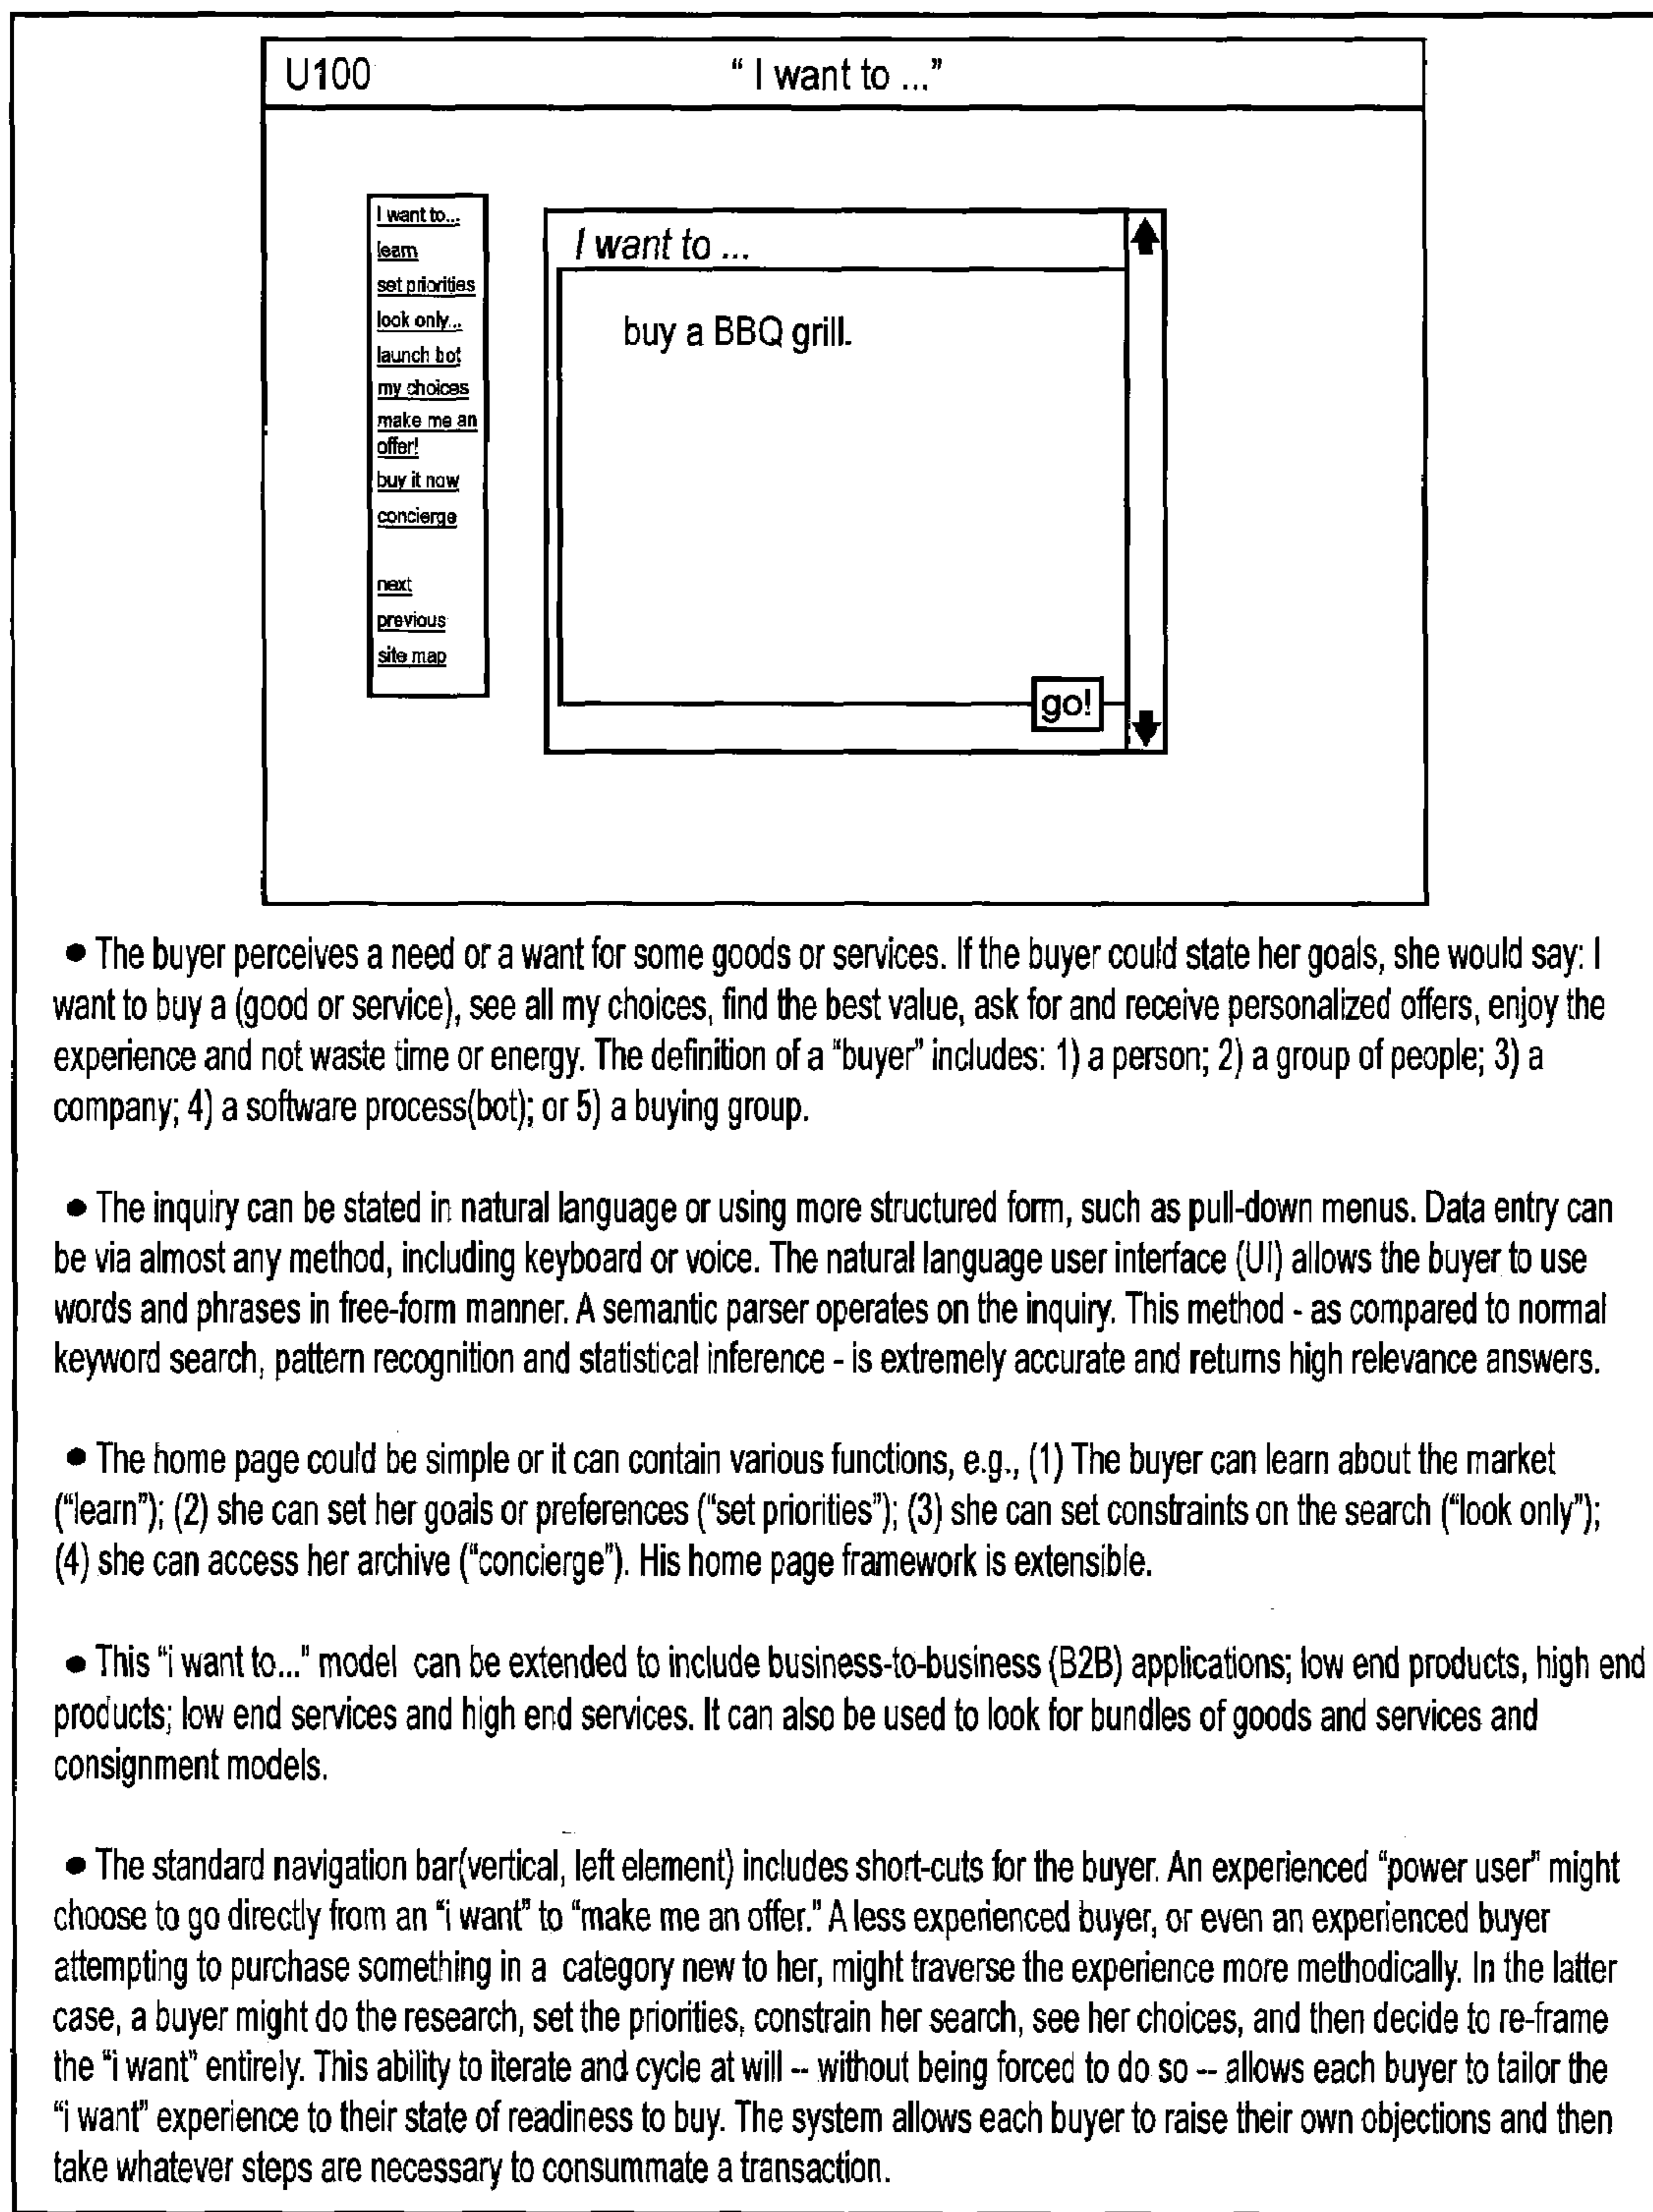 U100 “ I want to ...”
I want to...
learn
set priorities
look only...
launch bot
my choices
make me an
offer!
buy it now
concierge
next
previous
site map
I want to ...
buy a BBQ grill.
go!
● The buyer perceives a need or a want for some goods or services. If the buyer could state her goals, she would say: I
want to buy a (good or service), see all my choices, find the best value, ask for and receive personalized offers, enjoy the
experience and not waste time or energy. The definition of a “buyer” includes: 1) a person; 2) a group of people; 3) a
company; 4) a software process(bot); or 5) a buying group.
● The inquiry can be stated in natural language or using more structured form, such as pull-down menus. Data entry can
be via almost any method, including keyboard or voice. The natural language user interface (UI) allows the buyer to use
words and phrases in free-form manner. A semantic parser operates on the inquiry. This method - as compared to normal
keyword search, pattern recognition and statistical inference - is extremely accurate and returns high relevance answers.
● The home page could be simple or it can contain various functions, e.g., (1) The buyer can learn about the market
(“learn”); (2) she can set her goals or preferences (“set priorities”); (3) she can set constraints on the search (“look only”);
(4) she can access her archive (“concierge”). His home page framework is extensible.
● This “i want to...” model can be extended to include business-to-business (B2B) applications; low end products, high end
products; low end services and high end services. It can also be used to look for bundles of goods and services and
consignment models.
● The standard navigation bar(vertical, left element) includes short-cuts for the buyer. An experienced “power user” might
choose to go directly from an “i want” to “make me an offer.” A less experienced buyer, or even an experienced buyer
attempting to purchase something in a category new to her, might traverse the experience more methodically. In the latter
case, a buyer might do the research, set the priorities, constrain her search, see her choices, and then decide to re-frame
the “i want” entirely. This ability to iterate and cycle at will -- without being forced to do so -- allows each buyer to tailor the
“i want” experience to their state of readiness to buy. The system allows each buyer to raise their own objections and then
take whatever steps are necessary to consummate a transaction.